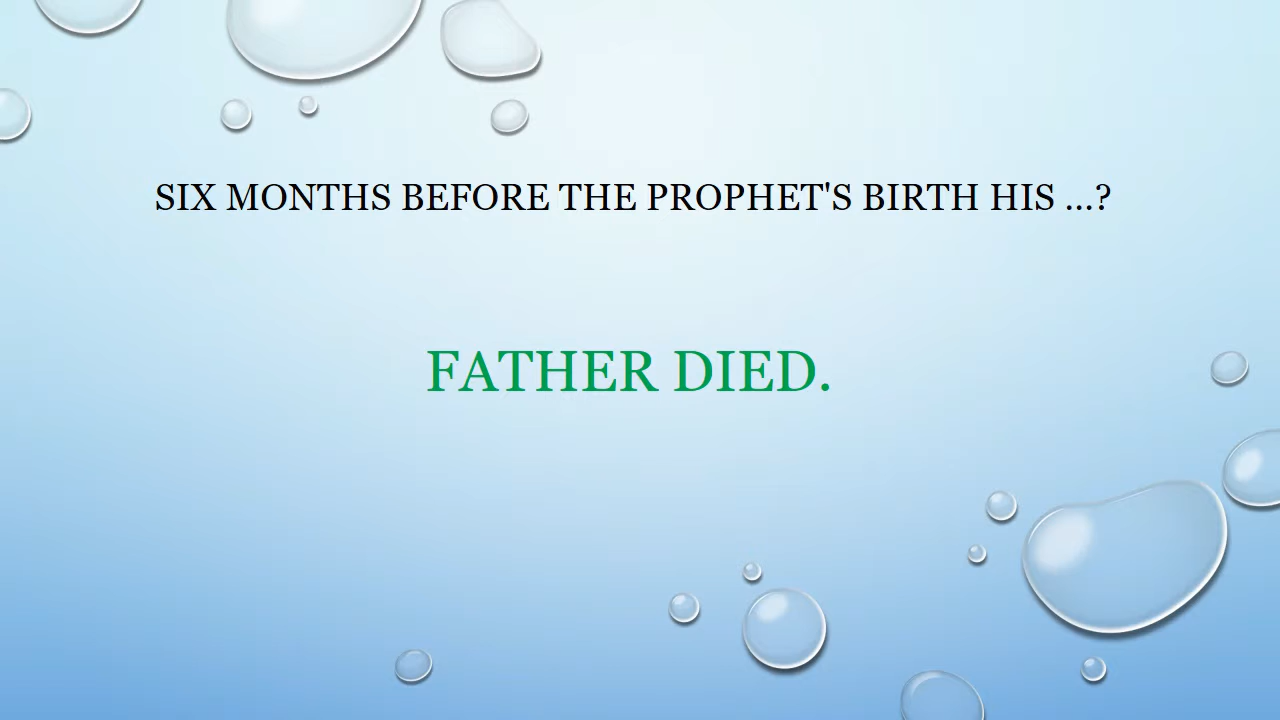 SIX MONTHS BEFORE THE PROPHET'S BIRTH HIS ...?
FATHER DIED.